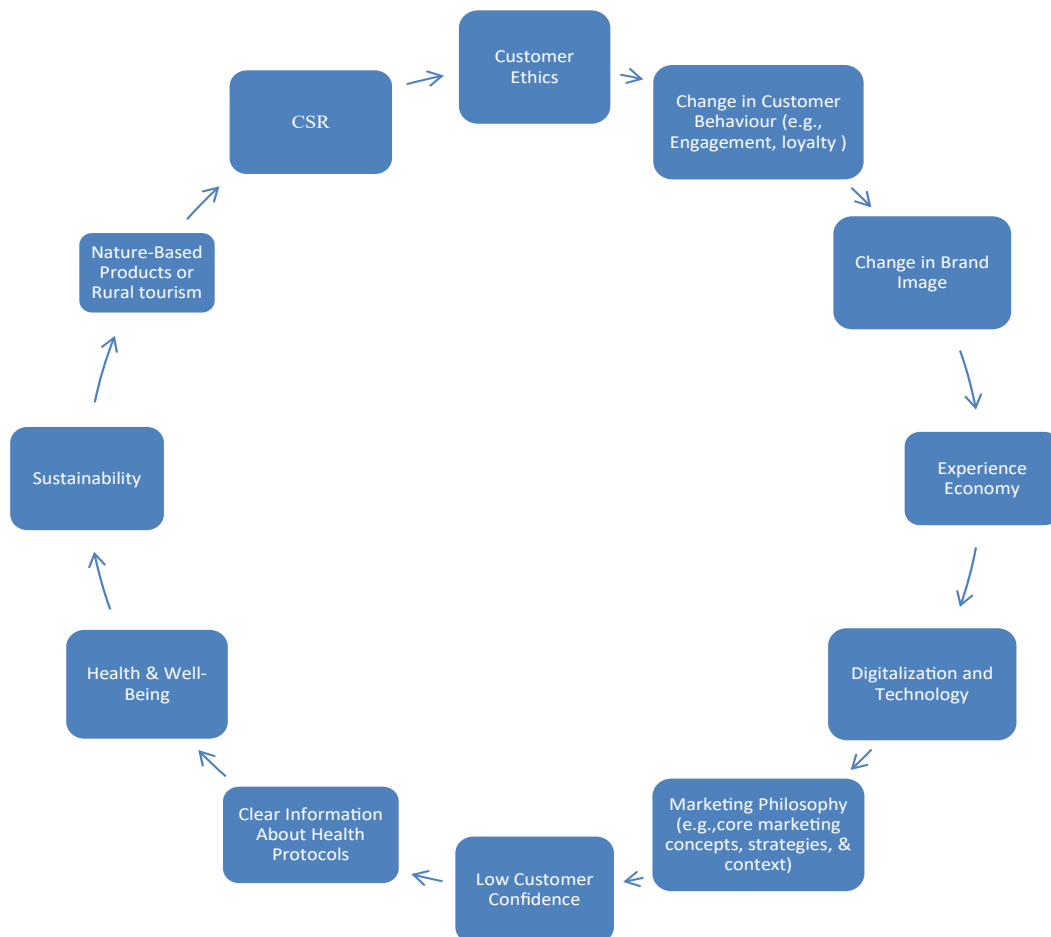 Customer
Ethics
Change in Customer
Behaviour (e.g.,
Engagement, loyalty )
Change in Brand
Image
Experience
Economy
Digitalization and
Technology
Marketing Philosophy
(e.g.,core marketing
concepts, strategies, &
context)
Low Customer
Confidence
Clear Information
About Health
Protocols
Health & Well-
Being
Sustainability
Nature-Based
Products or
Rural tourism
CSR